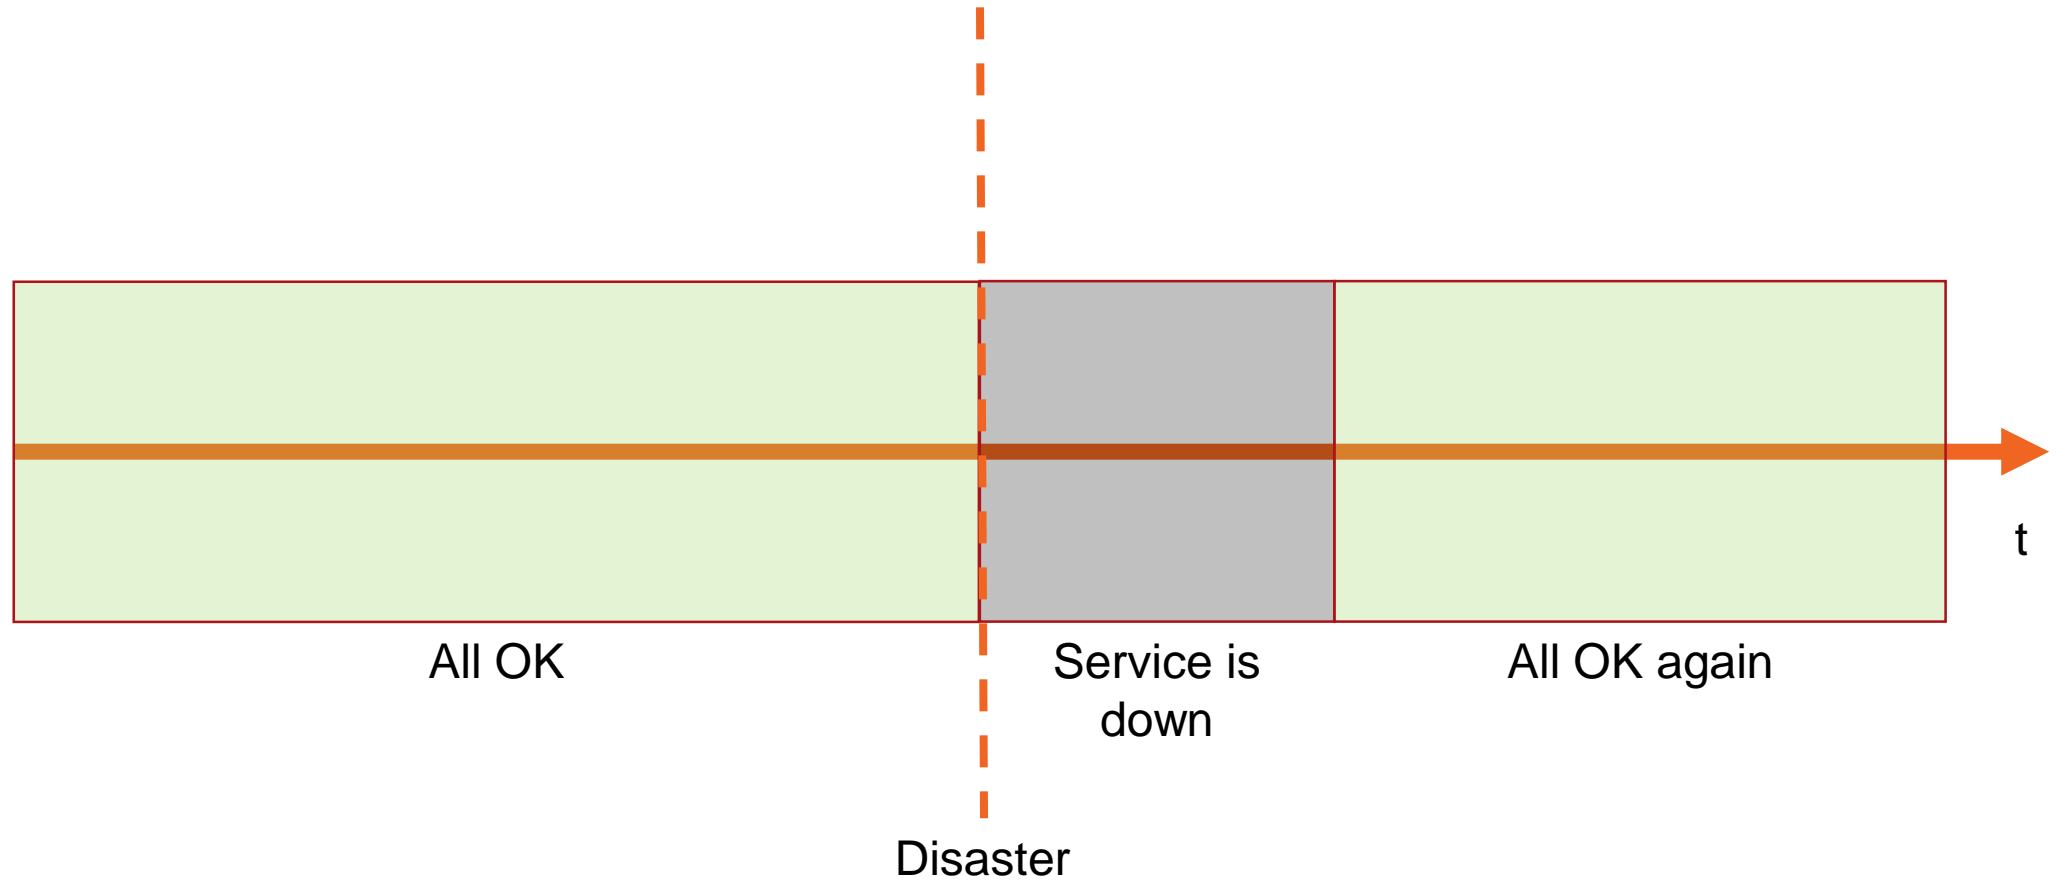 t
All OK
Service is
down
All OK again
Disaster